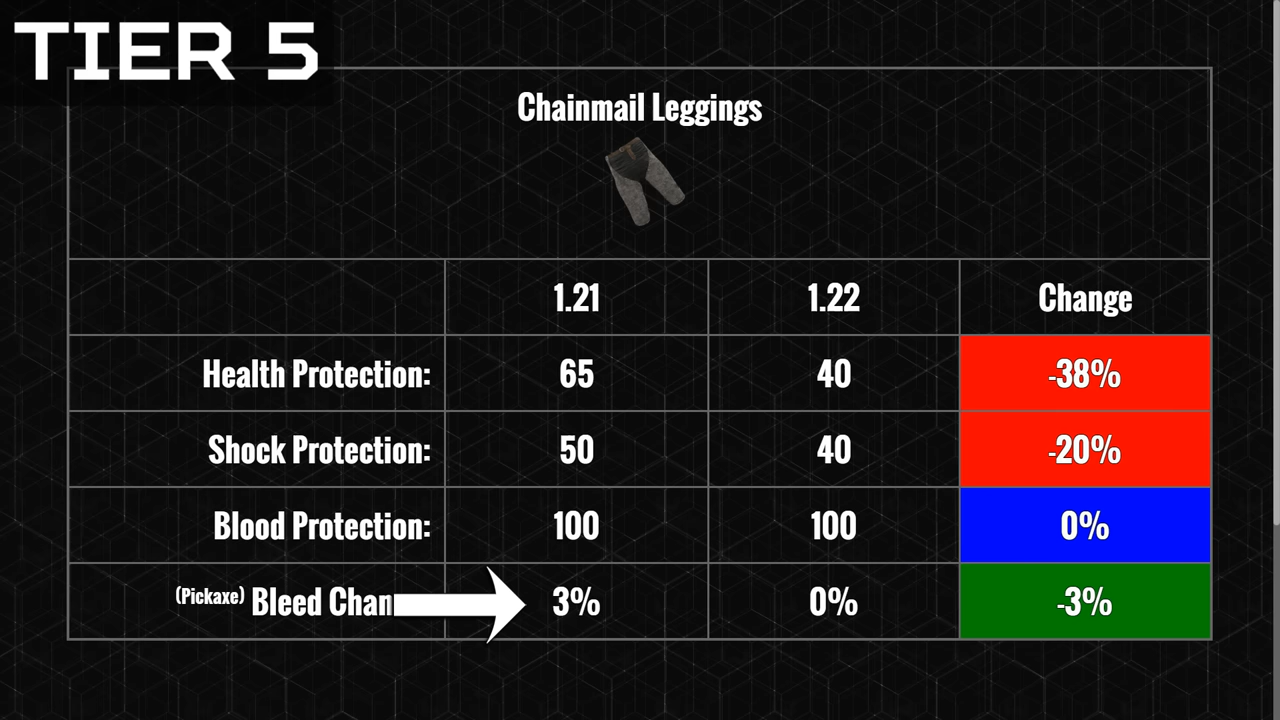 TIER 5
Chainmail Leggings
1.21 1.22 Change
Health Protection: 65 40 -38%
Shock Protection: 50 40 -20%
Blood Protection: 100 100 0%
(Pickaxe) Bleed Chan 3% 0% -3%